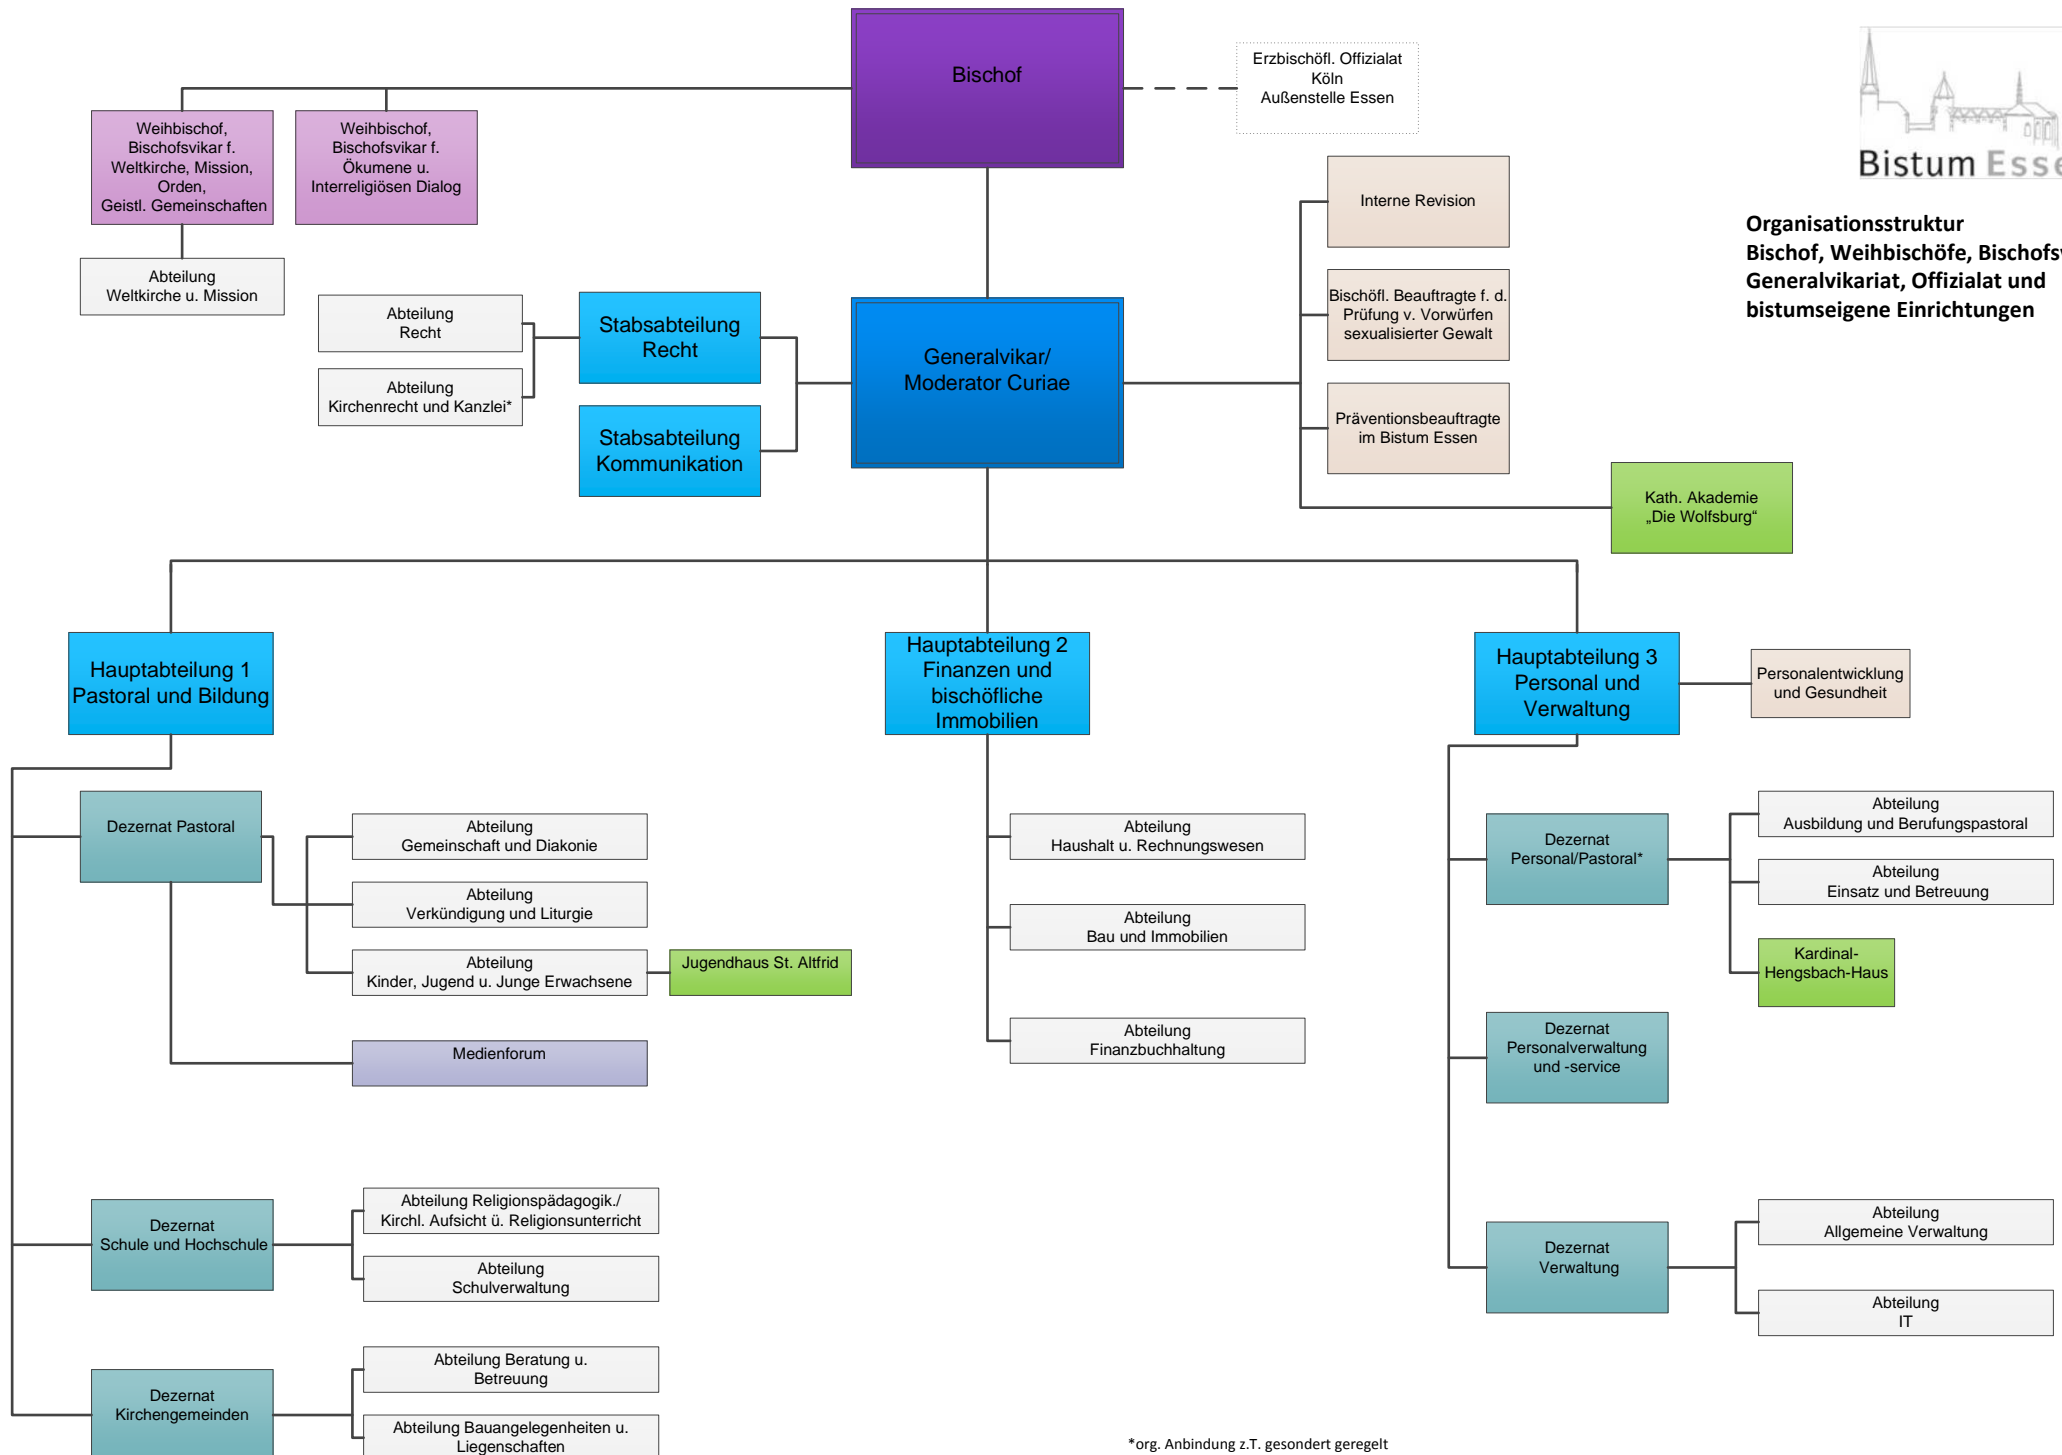 Bischof
Erzbischöfl. Offizialat
Köln
Außenstelle Essen
Bistum Esse
Organisationsstruktur
Bischof, Weihbischöfe, Bischofsv
Generalvikariat, Offizialat und
bistumseigene Einrichtungen
Weihbischof,
Bischofsvikar f.
Weltkirche, Mission,
Orden,
Geistl. Gemeinschaften
Weihbischof,
Bischofsvikar f.
Ökumene u.
Interreligiösen Dialog
Abteilung
Weltkirche u. Mission
Interne Revision
Bischöfl. Beauftragte f. d.
Prüfung v. Vorwürfen
sexualisierter Gewalt
Präventionsbeauftragte
im Bistum Essen
Abteilung
Recht
Abteilung
Kirchenrecht und Kanzlei*
Stabsabteilung
Recht
Stabsabteilung
Kommunikation
Generalvikar/
Moderator Curiae
Kath. Akademie
„Die Wolfsburg“
Hauptabteilung 1
Pastoral und Bildung
Hauptabteilung 2
Finanzen und
bischöfliche
Immobilien
Hauptabteilung 3
Personal und
Verwaltung
Personalentwicklung
und Gesundheit
Dezernat Pastoral
Abteilung
Gemeinschaft und Diakonie
Abteilung
Verkündigung und Liturgie
Abteilung
Kinder, Jugend u. Junge Erwachsene
Jugendhaus St. Altfrid
Medienforum
Dezernat
Schule und Hochschule
Abteilung Religionspädagogik./
Kirchl. Aufsicht ü. Religionsunterricht
Abteilung
Schulverwaltung
Dezernat
Kirchengemeinden
Abteilung Beratung u.
Betreuung
Abteilung Bauangelegenheiten u.
Liegenschaften
Abteilung
Haushalt u. Rechnungswesen
Abteilung
Bau und Immobilien
Abteilung
Finanzbuchhaltung
Dezernat
Personal/Pastoral*
Abteilung
Ausbildung und Berufungspastoral
Abteilung
Einsatz und Betreuung
Kardinal-
Hengsbach-Haus
Dezernat
Personalverwaltung
und -service
Dezernat
Verwaltung
Abteilung
Allgemeine Verwaltung
Abteilung
IT
*org. Anbindung z.T. gesondert geregelt